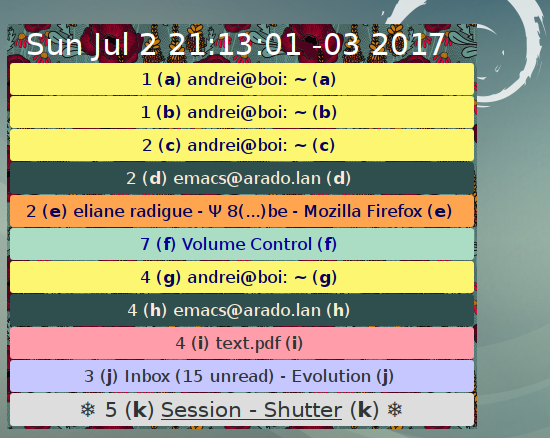 Sun Jul 2 21:13:01 -03 2017
1 (a) andrei@boi: ~ (a)
1 (b) andrei@boi: ~ (b)
2 (c) andrei@boi: ~ (c)
2 (d) emacs@arado.lan (d)
2 (e) eliane radigue - Ψ 8(...)be - Mozilla Firefox (e)
7 (f) Volume Control (f)
4 (g) andrei@boi: ~ (g)
4 (h) emacs@arado.lan (h)
4 (i) text.pdf (i)
3 (j) Inbox (15 unread) - Evolution (j)
❄ 5 (k) Session - Shutter (k) ❄